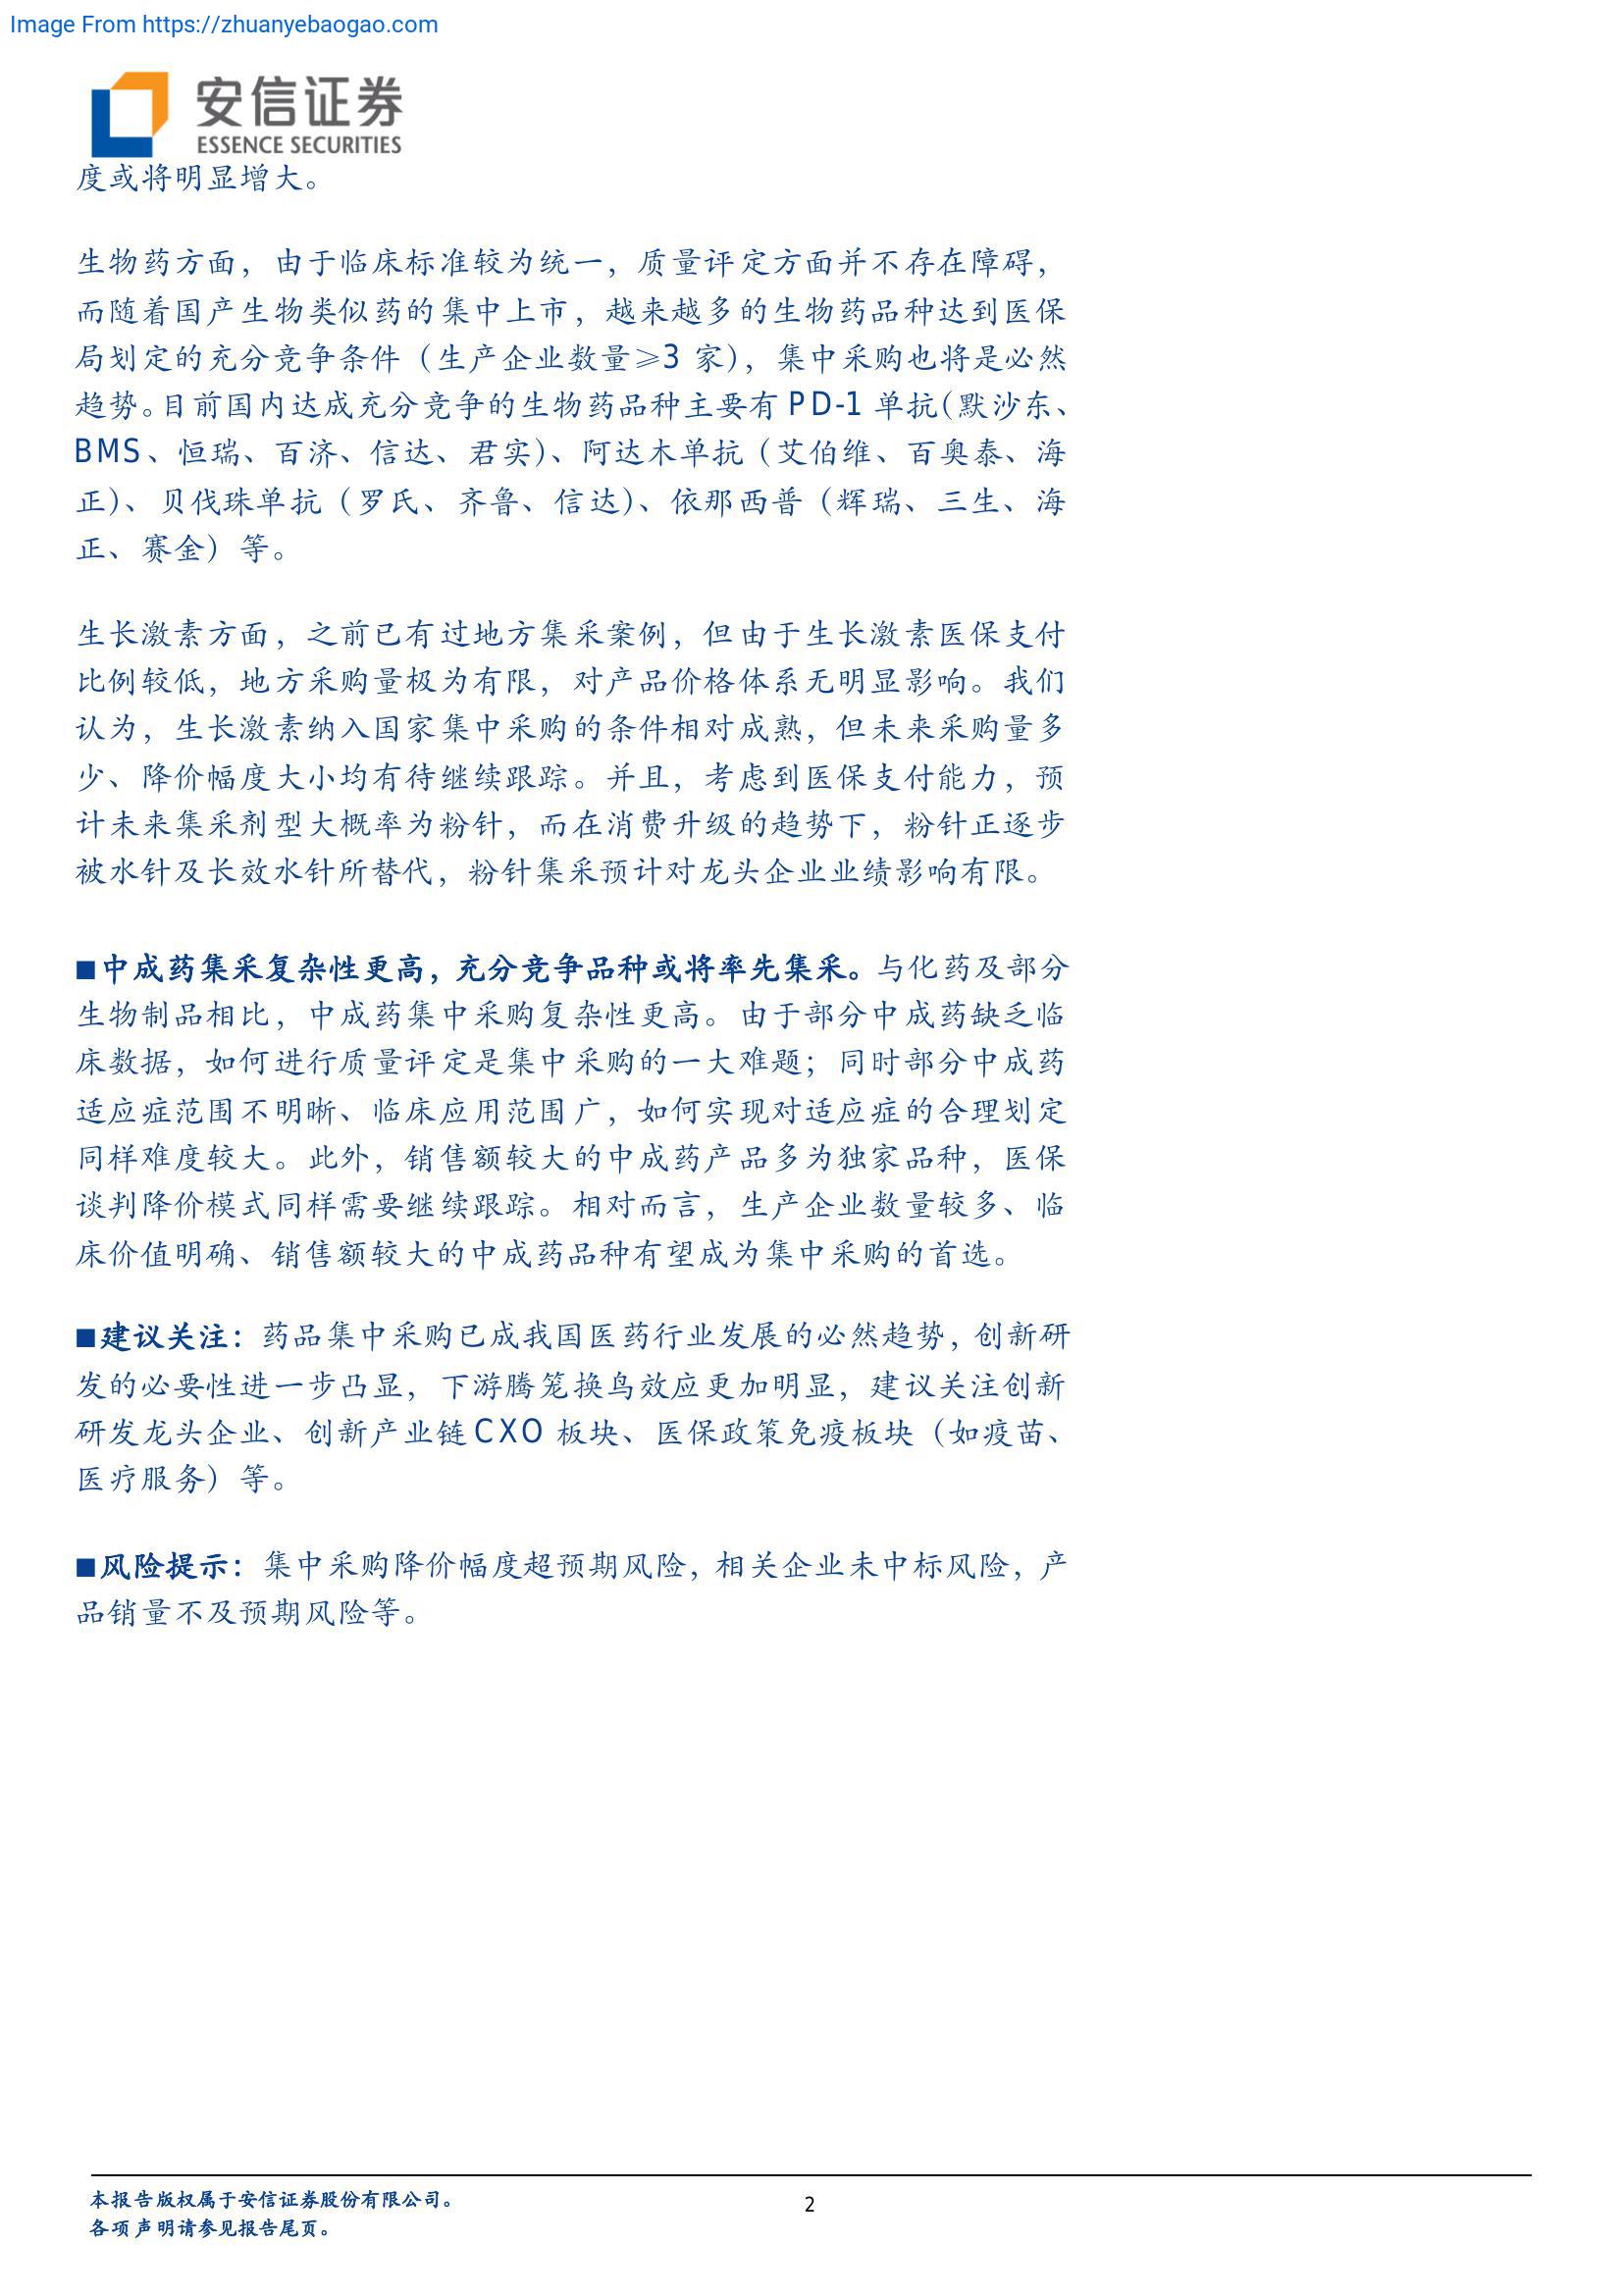 Image From https://zhuanyebaogao.com
安信证券
ESSENCE SECURITIES
度或将明显增大。
生物药方面，由于临床标准较为统一，质量评定方面并不存在障碍，
而随着国产生物类似药的集中上市，越来越多的生物药品种达到医保
局划定的充分竞争条件（生产企业数量≥3 家），集中采购也将是必然
趋势。目前国内达成充分竞争的生物药品种主要有 PD-1 单抗（默沙东、
BMS、恒瑞、百济、信达、君实）、阿达木单抗（艾伯维、百奥泰、海
正）、贝伐珠单抗（罗氏、齐鲁、信达）、依那西普（辉瑞、三生、海
正、赛金）等。
生长激素方面，之前已有过地方集采案例，但由于生长激素医保支付
比例较低，地方采购量极为有限，对产品价格体系无明显影响。我们
认为，生长激素纳入国家集中采购的条件相对成熟，但未来采购量多
少、降价幅度大小均有待继续跟踪。并且，考虑到医保支付能力，预
计未来集采剂型大概率为粉针，而在消费升级的趋势下，粉针正逐步
被水针及长效水针所替代，粉针集采预计对龙头企业业绩影响有限。
■中成药集采复杂性更高，充分竞争品种或将率先集采。与化药及部分
生物制品相比，中成药集中采购复杂性更高。由于部分中成药缺乏临
床数据，如何进行质量评定是集中采购的一大难题；同时部分中成药
适应症范围不明晰、临床应用范围广，如何实现对适应症的合理划定
同样难度较大。此外，销售额较大的中成药产品多为独家品种，医保
谈判降价模式同样需要继续跟踪。相对而言，生产企业数量较多、临
床价值明确、销售额较大的中成药品种有望成为集中采购的首选。
■建议关注：药品集中采购已成我国医药行业发展的必然趋势，创新研
发的必要性进一步凸显，下游腾笼换鸟效应更加明显，建议关注创新
研发龙头企业、创新产业链 CXO 板块、医保政策免疫板块（如疫苗、
医疗服务）等。
■风险提示：集中采购降价幅度超预期风险，相关企业未中标风险，产
品销量不及预期风险等。
本报告版权属于安信证券股份有限公司。
2
各项声明请参见报告尾页。